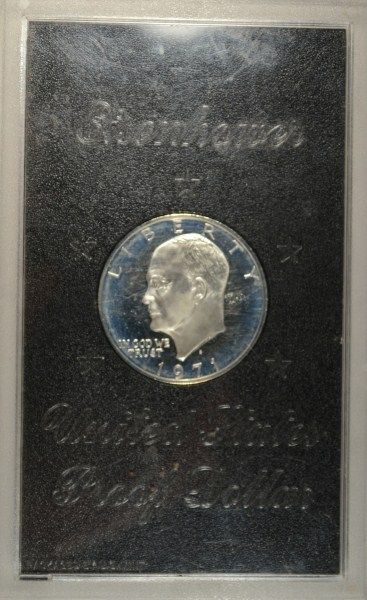 Eisenhower
LIBERTY
IN GOD WE
TRUST
S
1971
United States
Proof Dollar